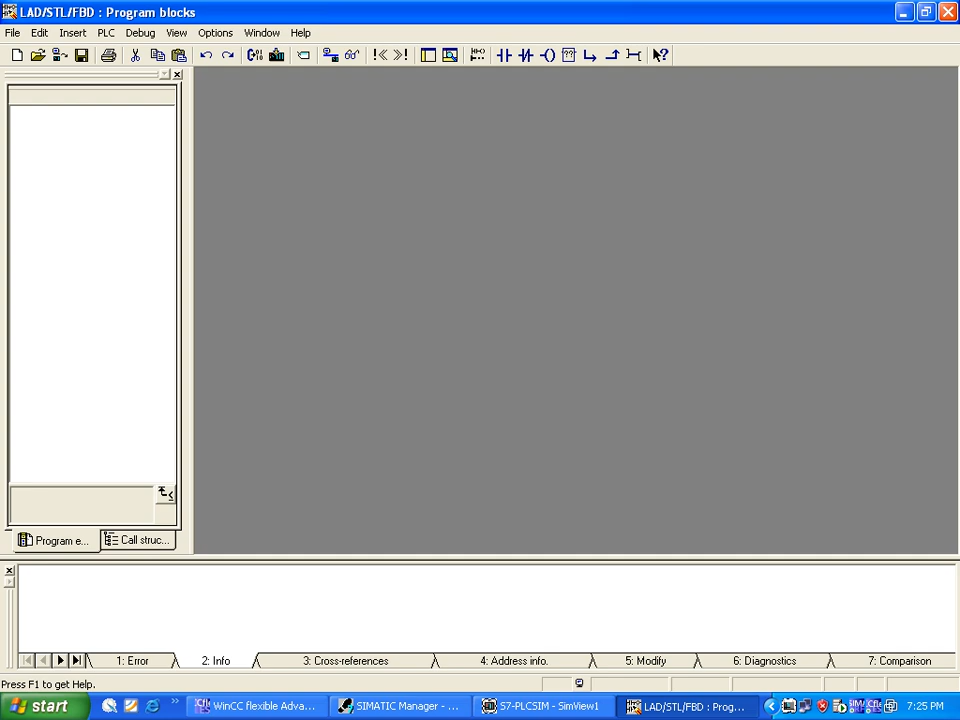 LAD/STL/FBD : Program blocks
File Edit Insert PLC Debug View Options Window Help
Program e... Call struc...
1: Error 2: Info 3: Cross-references 4: Address info. 5: Modify 6: Diagnostics 7: Comparison
Press F1 to get Help.
start WinCC flexible Adva... SIMATIC Manager - ... S7-PLCSIM - SimView1 LAD/STL/FBD : Prog... 7:25 PM